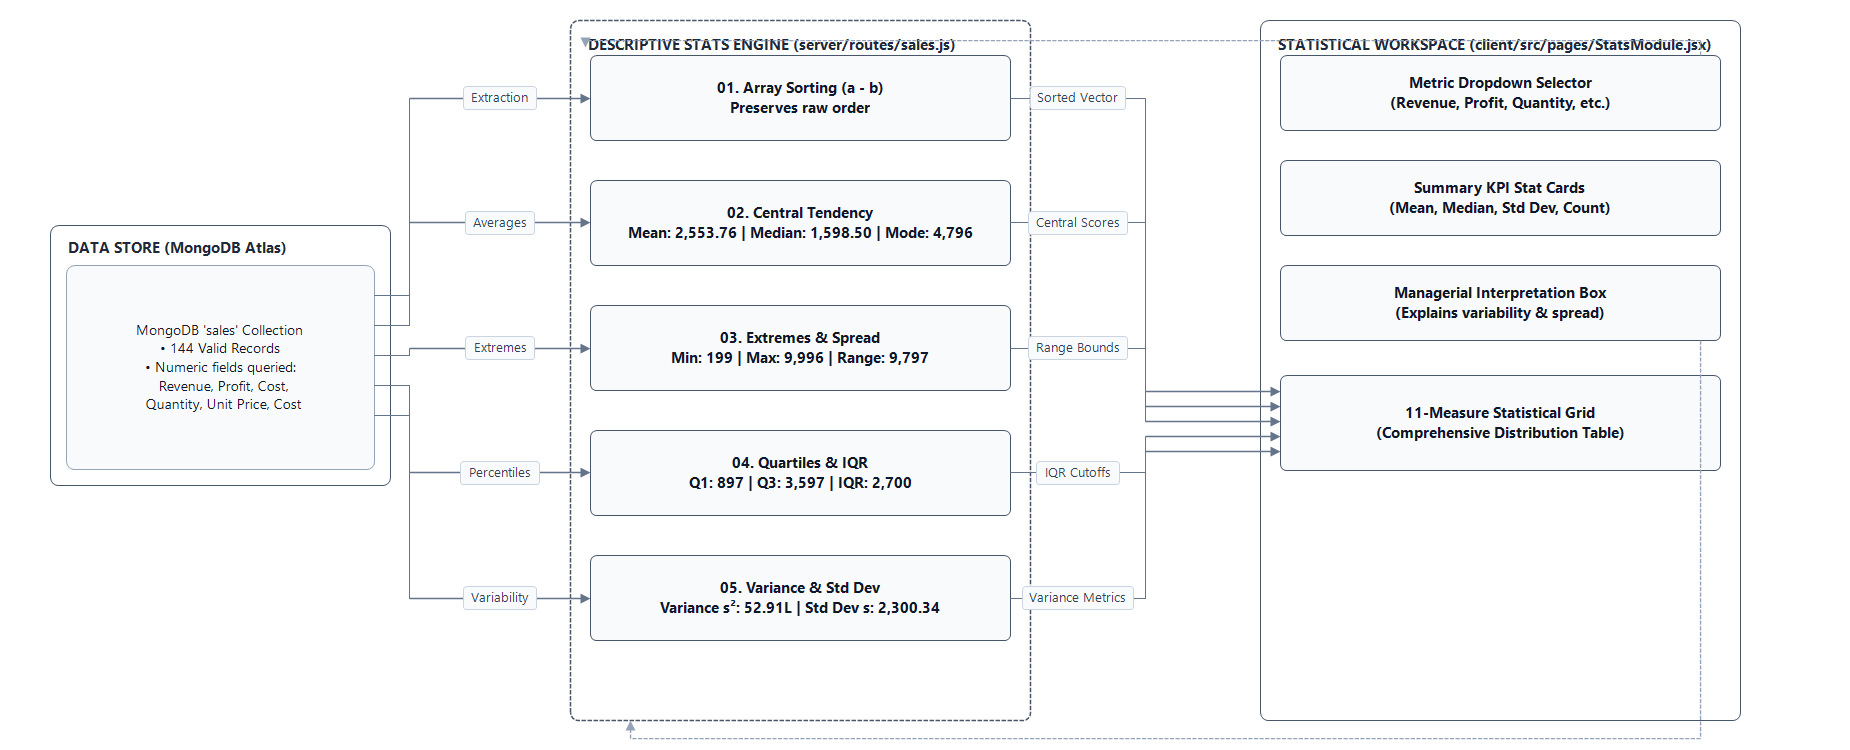 DATA STORE (MongoDB Atlas)
MongoDB 'sales' Collection
• 144 Valid Records
• Numeric fields queried:
Revenue, Profit, Cost,
Quantity, Unit Price, Cost
Extraction
Averages
Extremes
Percentiles
Variability
DESCRIPTIVE STATS ENGINE (server/routes/sales.js)
01. Array Sorting (a - b)
Preserves raw order
02. Central Tendency
Mean: 2,553.76 | Median: 1,598.50 | Mode: 4,796
03. Extremes & Spread
Min: 199 | Max: 9,996 | Range: 9,797
04. Quartiles & IQR
Q1: 897 | Q3: 3,597 | IQR: 2,700
05. Variance & Std Dev
Variance s²: 52.91L | Std Dev s: 2,300.34
Sorted Vector
Central Scores
Range Bounds
IQR Cutoffs
Variance Metrics
STATISTICAL WORKSPACE (client/src/pages/StatsModule.jsx)
Metric Dropdown Selector
(Revenue, Profit, Quantity, etc.)
Summary KPI Stat Cards
(Mean, Median, Std Dev, Count)
Managerial Interpretation Box
(Explains variability & spread)
11-Measure Statistical Grid
(Comprehensive Distribution Table)